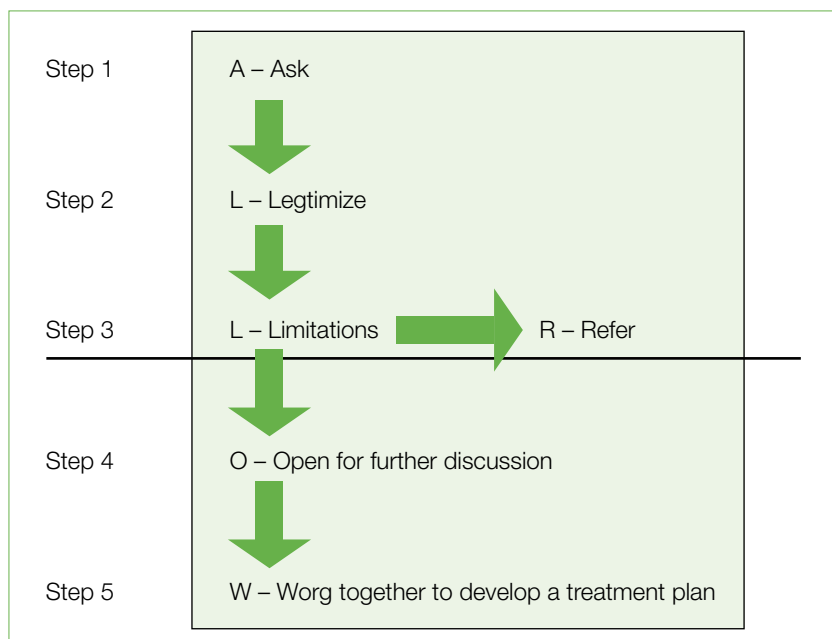 Step 1 A – Ask
Step 2 L – Legtimize
Step 3 L – Limitations R – Refer
Step 4 O – Open for further discussion
Step 5 W – Worg together to develop a treatment plan